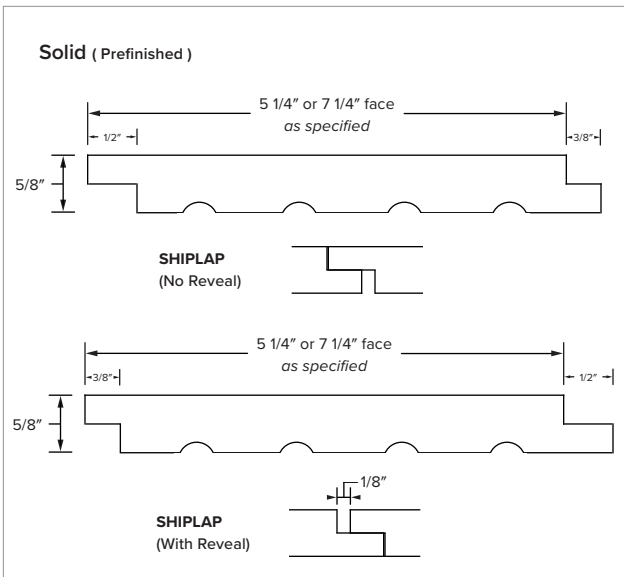 Solid ( Prefinished )
5 1/4″ or 7 1/4″ face
as specified
1/2″
3/8″
5/8″
SHIPLAP
(No Reveal)
5 1/4″ or 7 1/4″ face
as specified
3/8″
1/2″
5/8″
1/8″
SHIPLAP
(With Reveal)